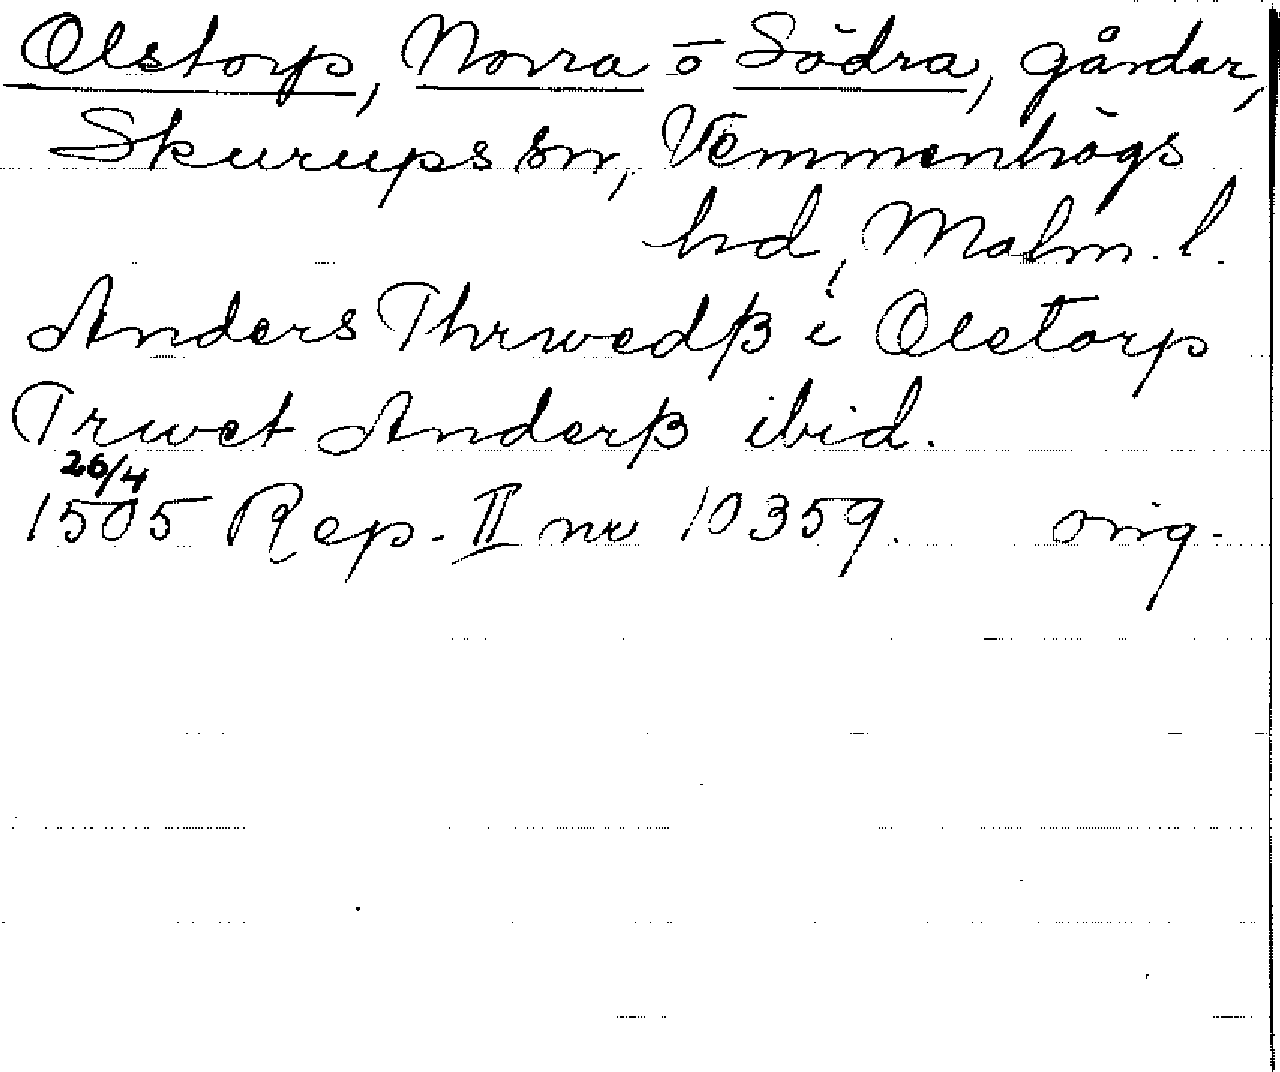 Olstorp, Norra o Södra, gårdar,
Skurups sn, Vemmenhögs
hd, Malm. l.
Anders Thrwedß i Olstorp
Trwet Anderß ibid.
26/4
1505 Rep. II nr 10359. orig.